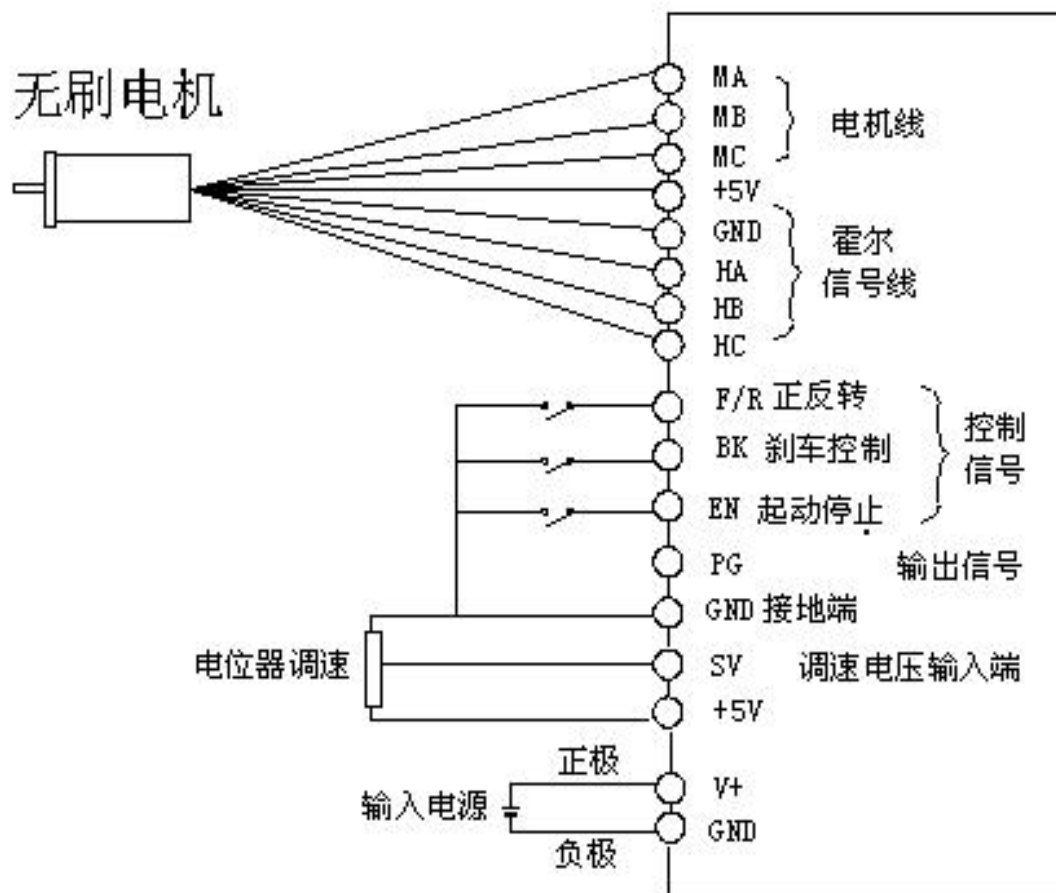 无刷电机
MA
MB
MC
电机线
+5V
GND
HA
HB
HC
霍尔
信号线
F/R 正反转
BK 刹车控制
EN 起动停止
控制
信号
PG 输出信号
GND 接地端
电位器调速
SV 调速电压输入端
+5V
正极
V+
输入电源
GND
负极